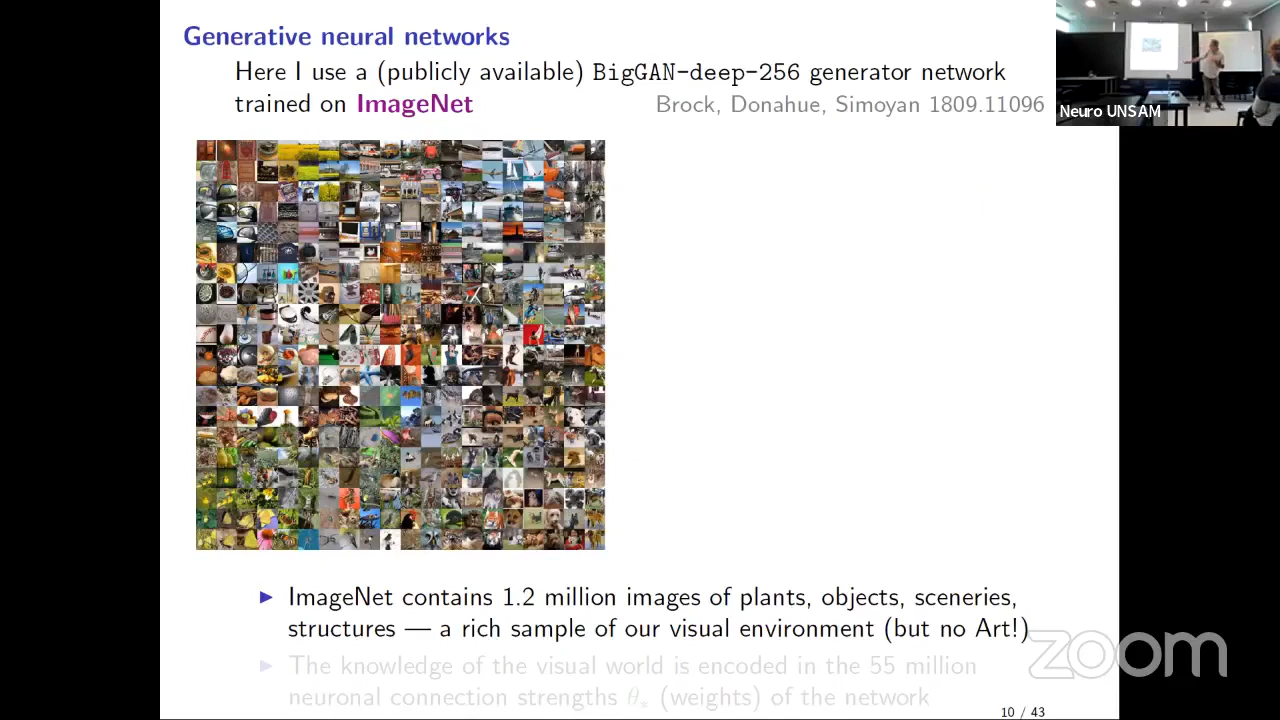 Generative neural networks
Here I use a (publicly available) BigGAN-deep-256 generator network
trained on ImageNet
Brock, Donahue, Simoyan 1809.11096
Neuro UNSAM
▶ ImageNet contains 1.2 million images of plants, objects, sceneries,
structures — a rich sample of our visual environment (but no Art!)
▶ The knowledge of the visual world is encoded in the 55 million
neuronal connection strengths θ* (weights) of the network
zoom
10 / 43